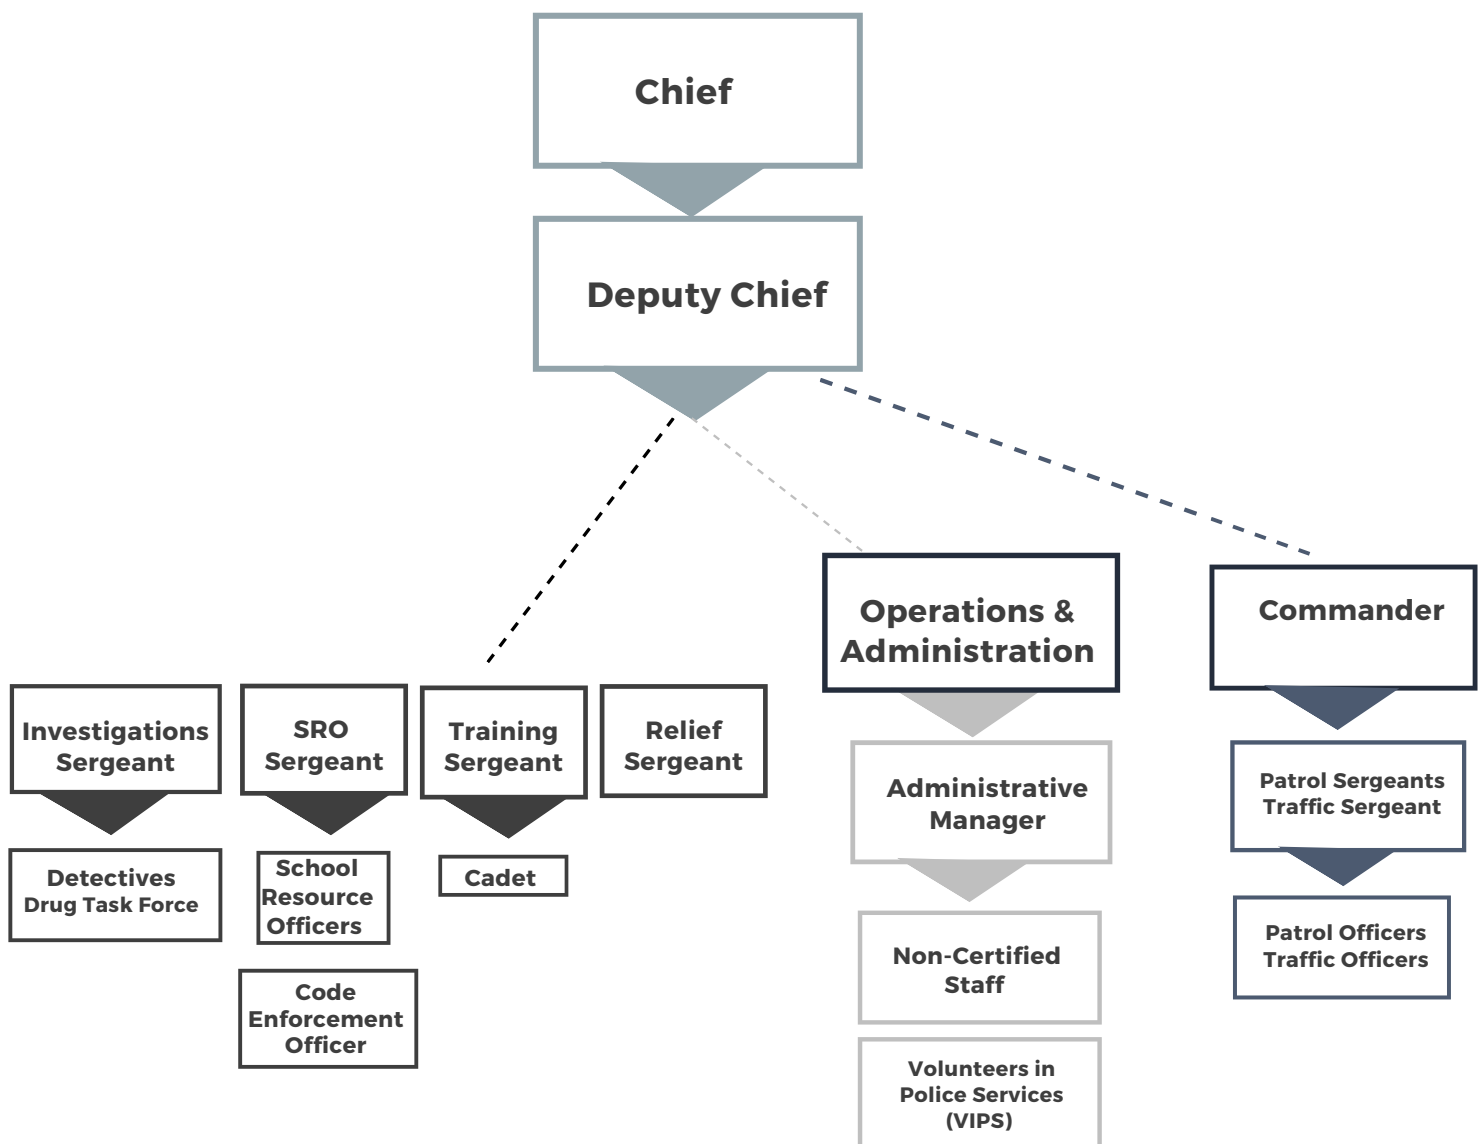 Chief
Deputy Chief
Operations &
Administration
Commander
Investigations
Sergeant
SRO
Sergeant
Training
Sergeant
Relief
Sergeant
Administrative
Manager
Patrol Sergeants
Traffic Sergeant
Detectives
Drug Task Force
School
Resource
Officers
Cadet
Non-Certified
Staff
Patrol Officers
Traffic Officers
Code
Enforcement
Officer
Volunteers in
Police Services
(VIPS)